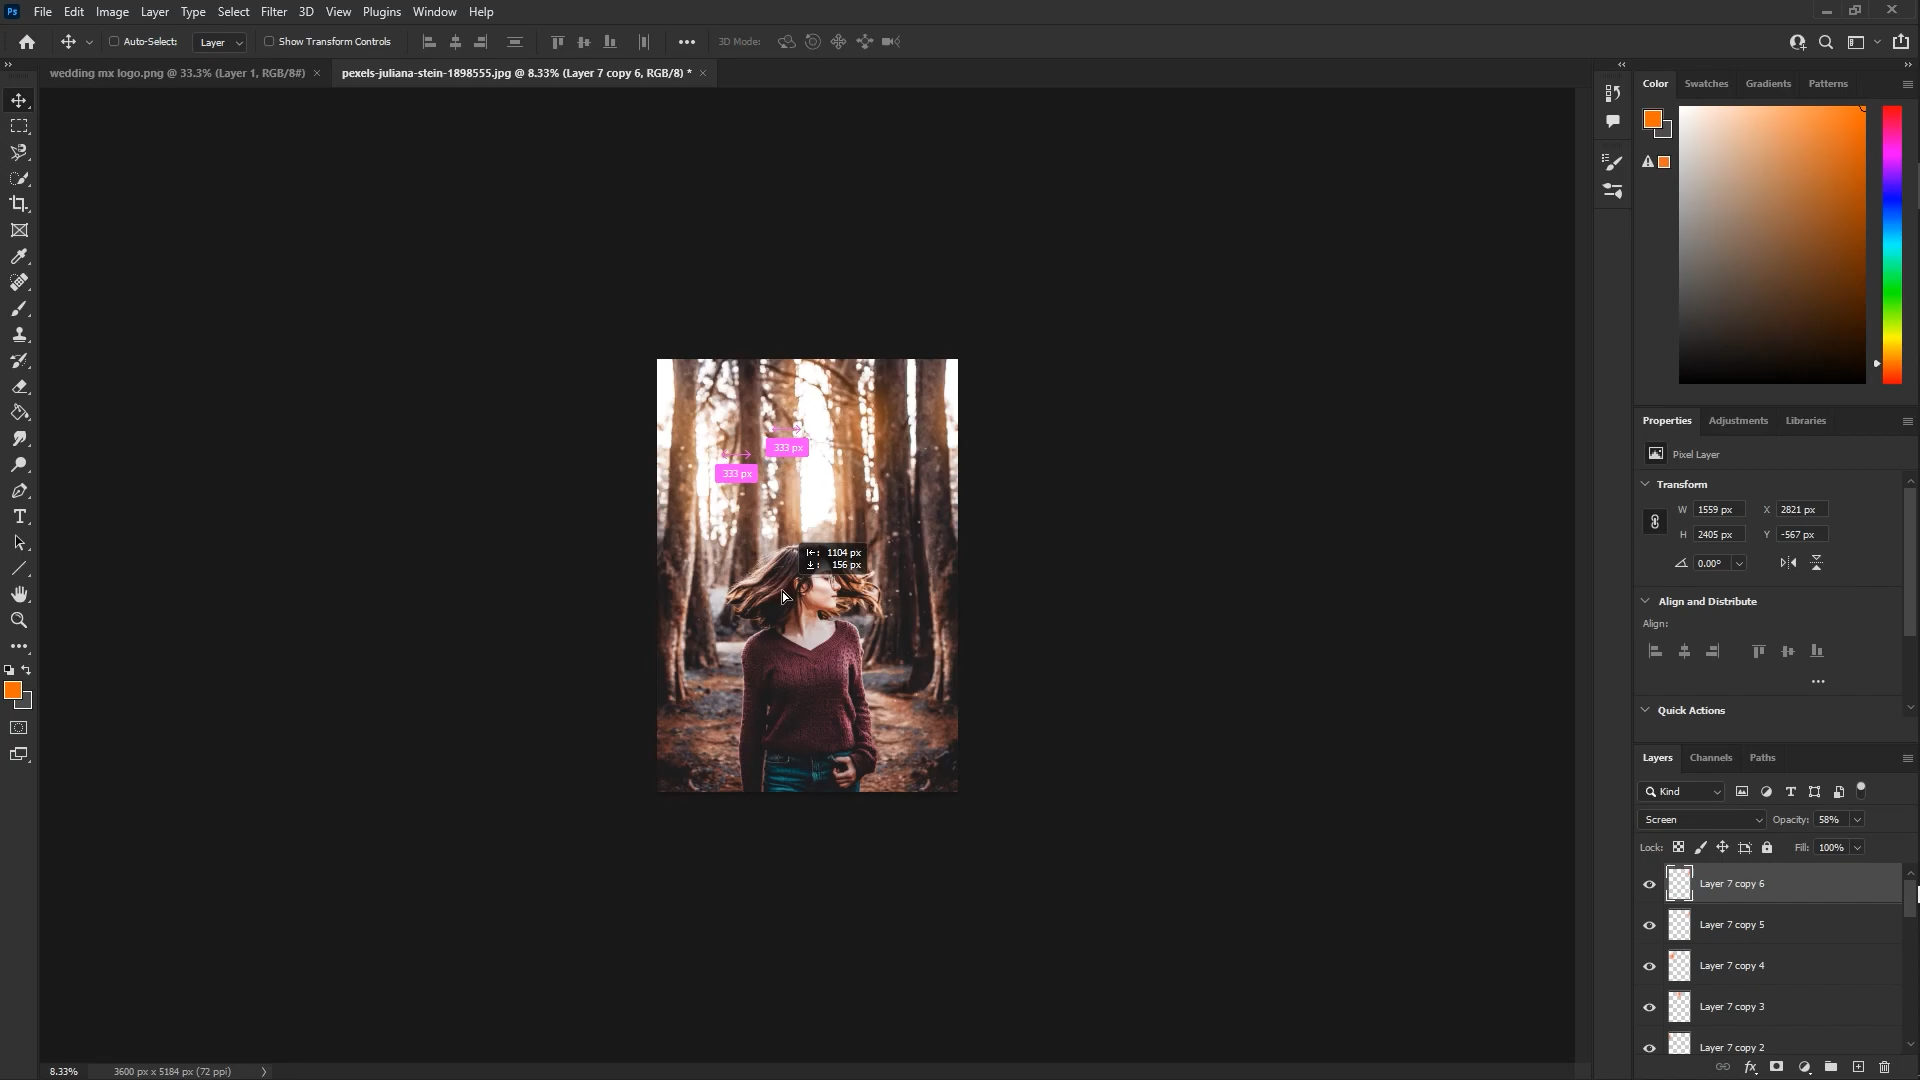 Ps File Edit Image Layer Type Select Filter 3D View Plugins Window Help
Auto-Select: Layer Show Transform Controls 3D Mode:
wedding mx logo.png @ 33.3% (Layer 1, RGB/8#) × pexels-juliana-stein-1898555.jpg @ 8.33% (Layer 7 copy 6, RGB/8) * ×
Color Swatches Gradients Patterns
333 px
333 px
1104 px
156 px
Properties Adjustments Libraries
Pixel Layer
Transform
W 1559 px X 2821 px
H 2405 px Y -567 px
0.00°
Align and Distribute
Align:
Quick Actions
Layers Channels Paths
Kind
Screen Opacity: 58%
Lock: Fill: 100%
Layer 7 copy 6
Layer 7 copy 5
Layer 7 copy 4
Layer 7 copy 3
Layer 7 copy 2
8.33% 3600 px x 5184 px (72 ppi)